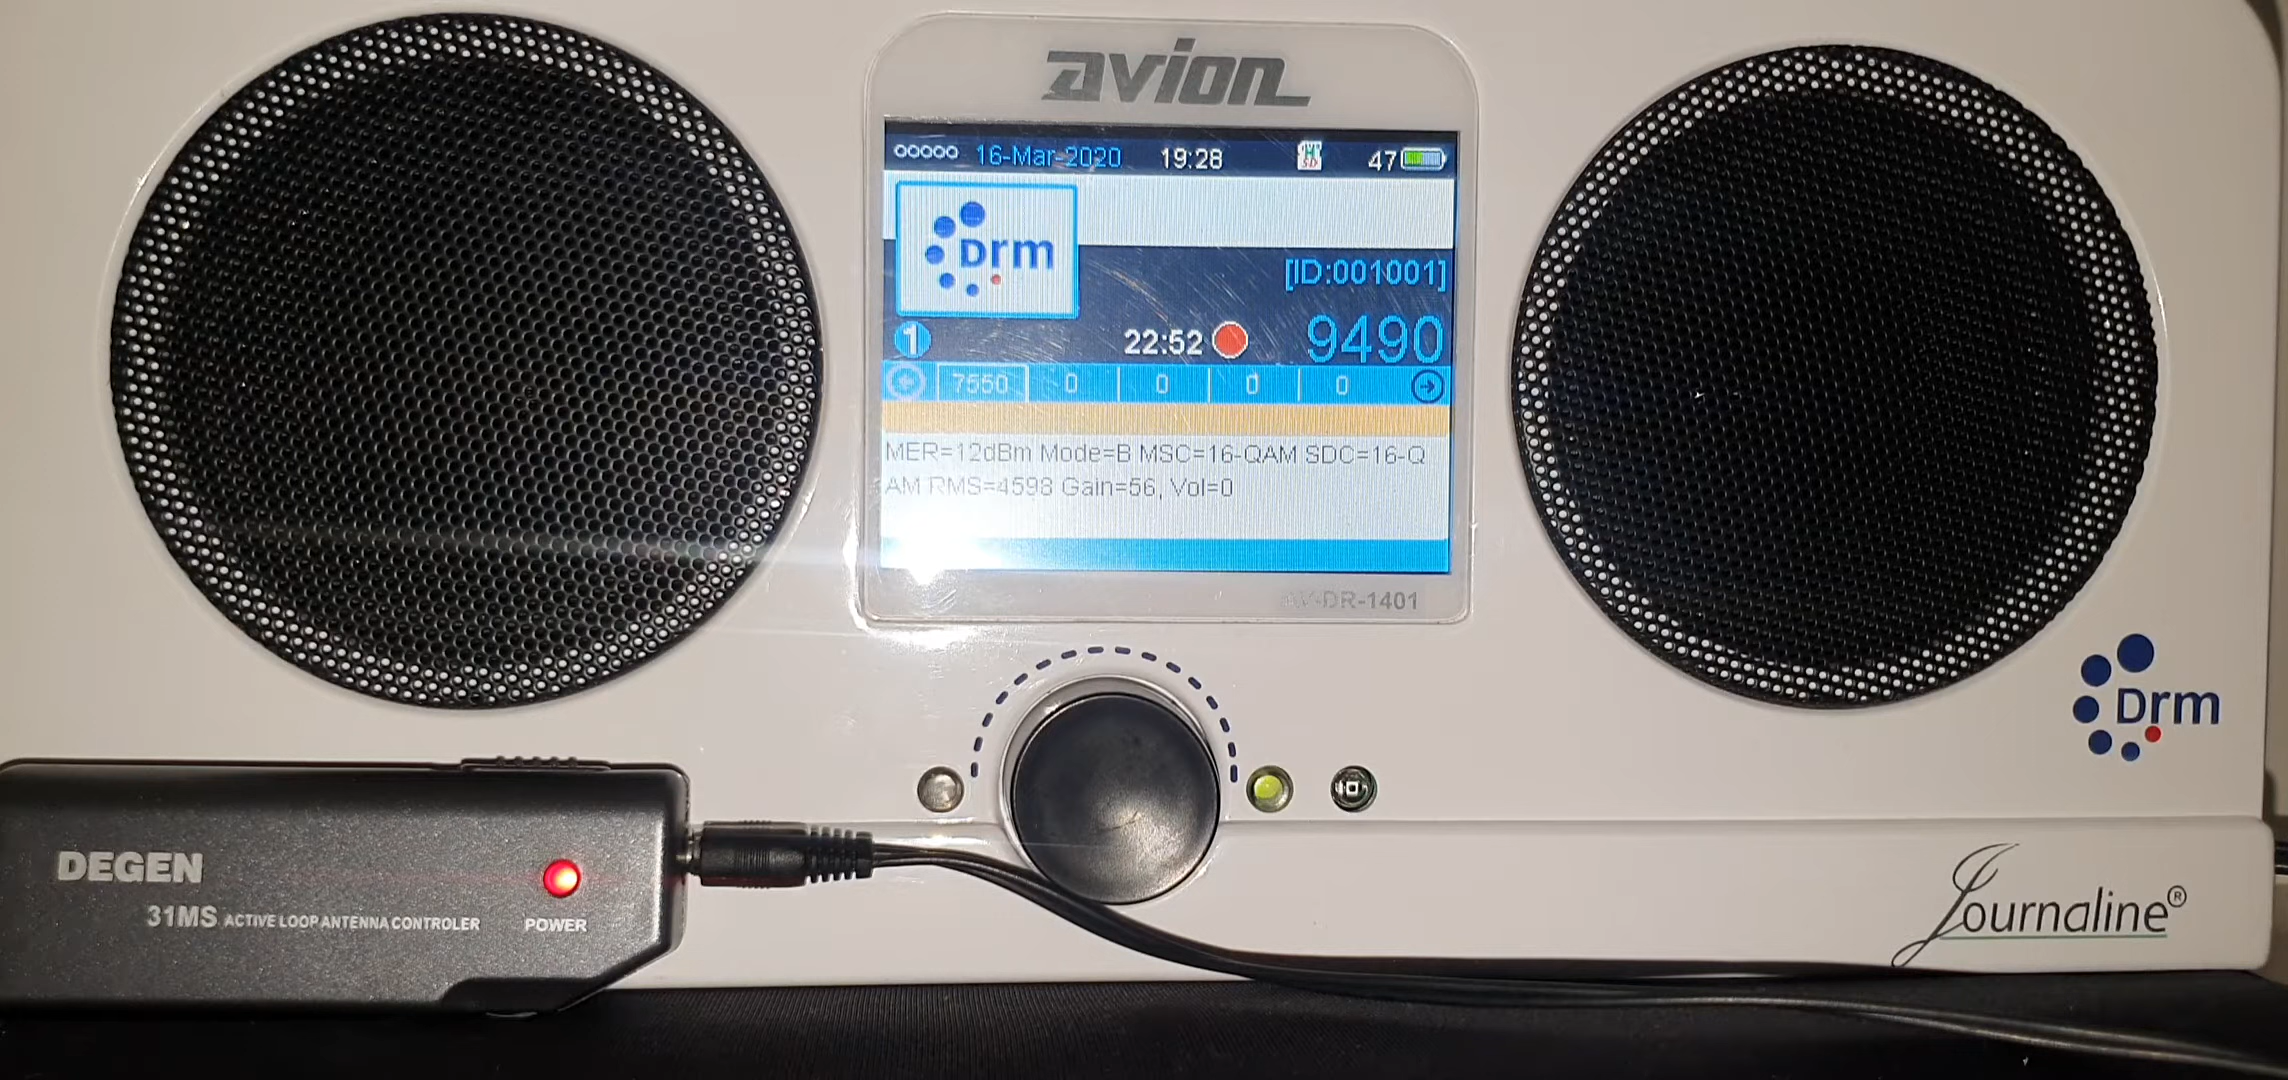 avion
16-Mar-2020 19:28 47
Drm
[ID:001001]
1 22:52 9490
7550 0 0 0 0
MER=12dBm Mode=B MSC=16-QAM SDC=16-Q
AM RMS=4598 Gain=56, Vol=0
AV-DR-1401
Drm
DEGEN
31MS ACTIVE LOOP ANTENNA CONTROLER
POWER
Journaline®